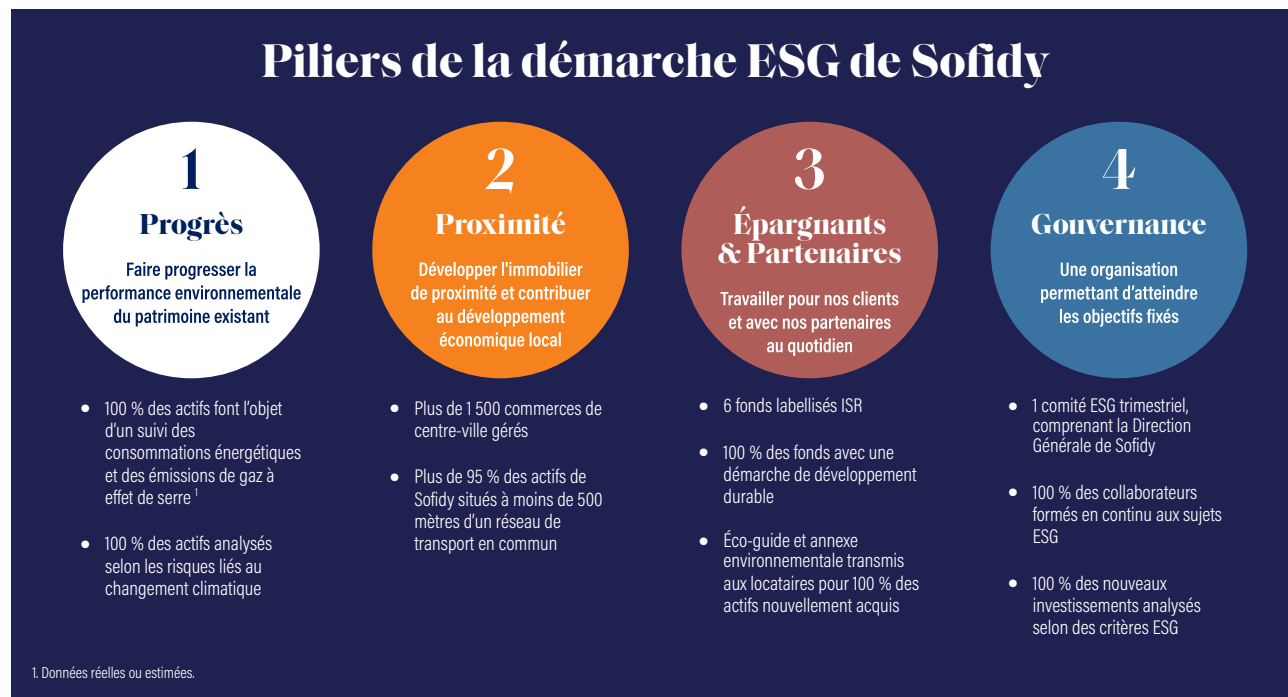 Piliers de la démarche ESG de Sofidy
1
Progrès
Faire progresser la
performance environnementale
du patrimoine existant
● 100 % des actifs font l’objet
d’un suivi des
consommations énergétiques
et des émissions de gaz à
effet de serre ¹
● 100 % des actifs analysés
selon les risques liés au
changement climatique
2
Proximité
Développer l'immobilier
de proximité et contribuer
au développement
économique local
● Plus de 1 500 commerces de
centre-ville gérés
● Plus de 95 % des actifs de
Sofidy situés à moins de 500
mètres d’un réseau de
transport en commun
3
Épargnants
& Partenaires
Travailler pour nos clients
et avec nos partenaires
au quotidien
● 6 fonds labellisés ISR
● 100 % des fonds avec une
démarche de développement
durable
● Éco-guide et annexe
environnementale transmis
aux locataires pour 100 % des
actifs nouvellement acquis
4
Gouvernance
Une organisation
permettant d’atteindre
les objectifs fixés
● 1 comité ESG trimestriel,
comprenant la Direction
Générale de Sofidy
● 100 % des collaborateurs
formés en continu aux sujets
ESG
● 100 % des nouveaux
investissements analysés
selon des critères ESG
1. Données réelles ou estimées.